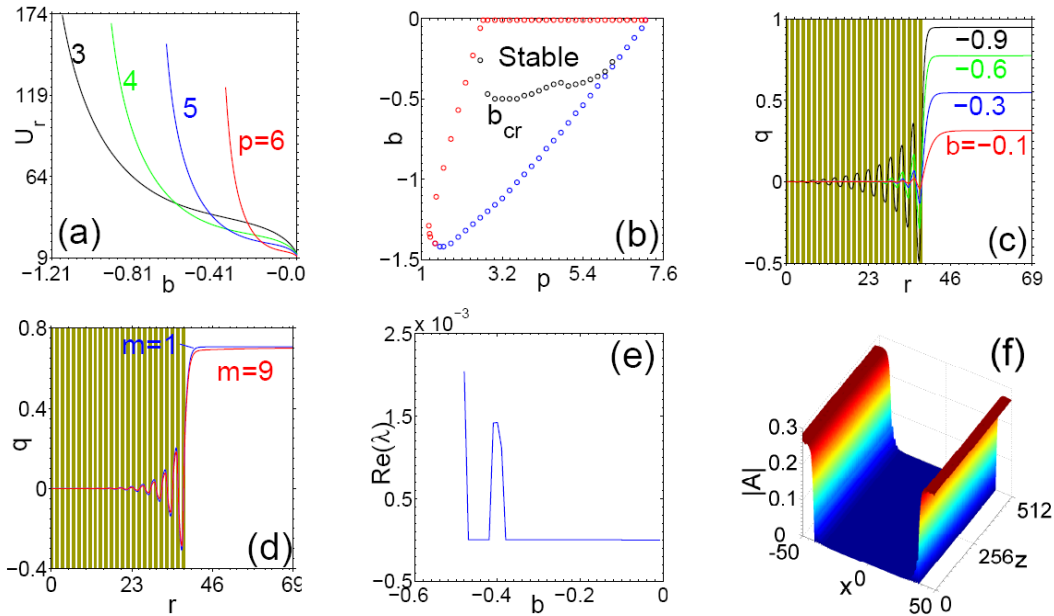 174
119
64
9
U_r
3
4
5
p=6
(a)
-1.21 -0.81 -0.41 -0.0
b
0
-0.5
-1
-1.5
b
Stable
b_cr
(b)
1 3.2 5.4 7.6
p
1
0.5
0
-0.5
q
-0.9
-0.6
-0.3
b=-0.1
(c)
0 23 46 69
r
0.8
0.4
0
-0.4
q
m=1
m=9
(d)
0 23 46 69
r
x 10^-3
2.5
1.5
0.5
-0.5
Re(λ)
(e)
-0.6 -0.4 -0.2 0
b
(f)
0.3
0.2
0.1
0
|A|
-50 0 50
x
0 256 512
z